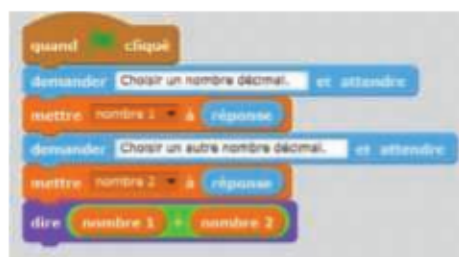 quand cliqué
demander Choisir un nombre décimal. et attendre
mettre nombre 1 à réponse
demander Choisir un autre nombre décimal. et attendre
mettre nombre 2 à réponse
dire nombre 1 + nombre 2